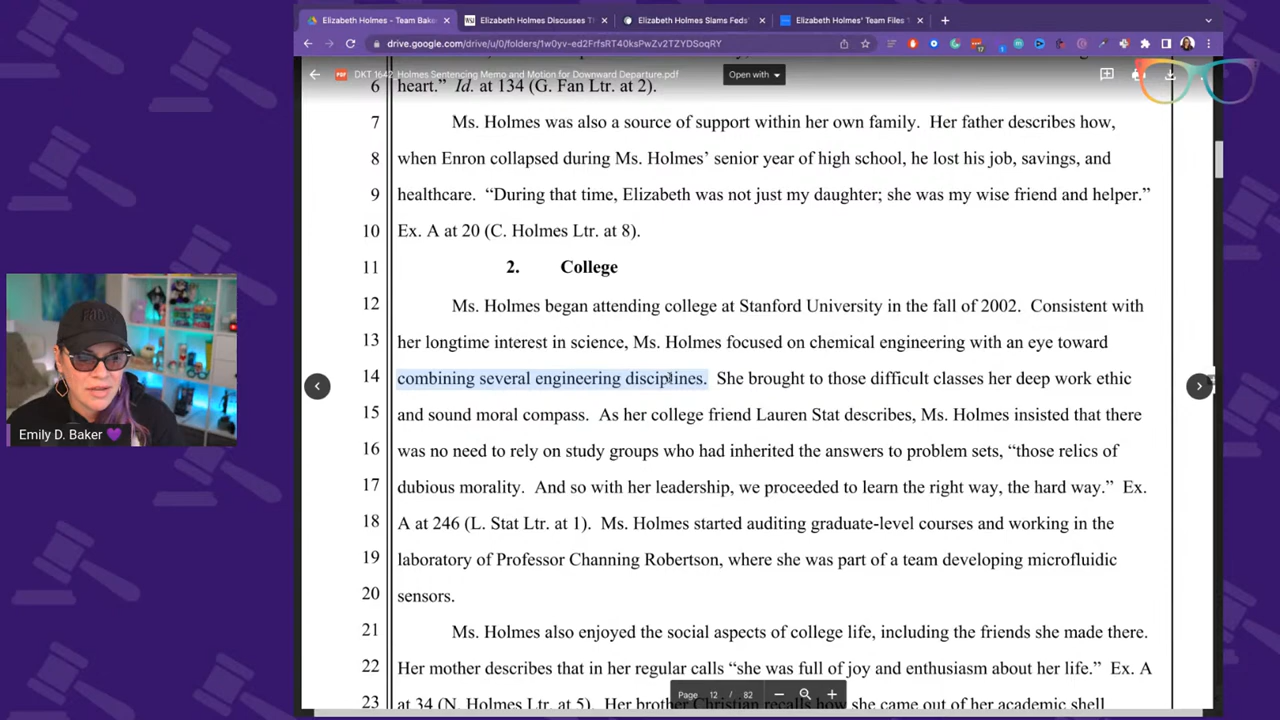 Elizabeth Holmes - Team Bake
Elizabeth Holmes Discusses T
Elizabeth Holmes Slams Feds'
Elizabeth Holmes' Team Files
drive.google.com/drive/u/0/folders/1w0yv-ed2FrfsRT40ksPwZv2TZYDSoqRY
DKT 1642_Holmes Sentencing Memo and Motion for Downward Departure.pdf
Open with
6 heart.” Id. at 134 (G. Fan Ltr. at 2).
7 Ms. Holmes was also a source of support within her own family. Her father describes how,
8 when Enron collapsed during Ms. Holmes’ senior year of high school, he lost his job, savings, and
9 healthcare. “During that time, Elizabeth was not just my daughter; she was my wise friend and helper.”
10 Ex. A at 20 (C. Holmes Ltr. at 8).
11 2. College
12 Ms. Holmes began attending college at Stanford University in the fall of 2002. Consistent with
13 her longtime interest in science, Ms. Holmes focused on chemical engineering with an eye toward
14 combining several engineering disciplines. She brought to those difficult classes her deep work ethic
15 and sound moral compass. As her college friend Lauren Stat describes, Ms. Holmes insisted that there
16 was no need to rely on study groups who had inherited the answers to problem sets, “those relics of
17 dubious morality. And so with her leadership, we proceeded to learn the right way, the hard way.” Ex.
18 A at 246 (L. Stat Ltr. at 1). Ms. Holmes started auditing graduate-level courses and working in the
19 laboratory of Professor Channing Robertson, where she was part of a team developing microfluidic
20 sensors.
21 Ms. Holmes also enjoyed the social aspects of college life, including the friends she made there.
22 Her mother describes that in her regular calls “she was full of joy and enthusiasm about her life.” Ex. A
23 at 34 (N. Holmes Ltr. at 5). Her brother Christian recalls how she came out of her academic shell
Page 12 / 82
Emily D. Baker 💜